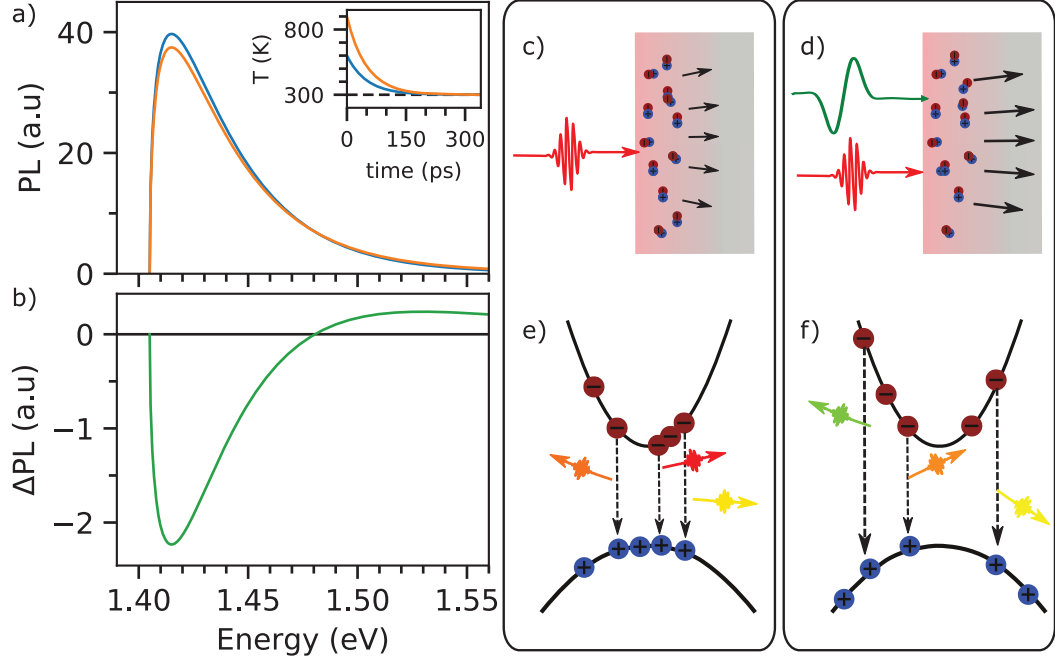 a)
PL (a.u)
40
20
0
T (K)
800
300
0
150
300
time (ps)
b)
ΔPL (a.u)
0
−1
−2
1.40
1.45
1.50
1.55
Energy (eV)
c)
d)
e)
f)